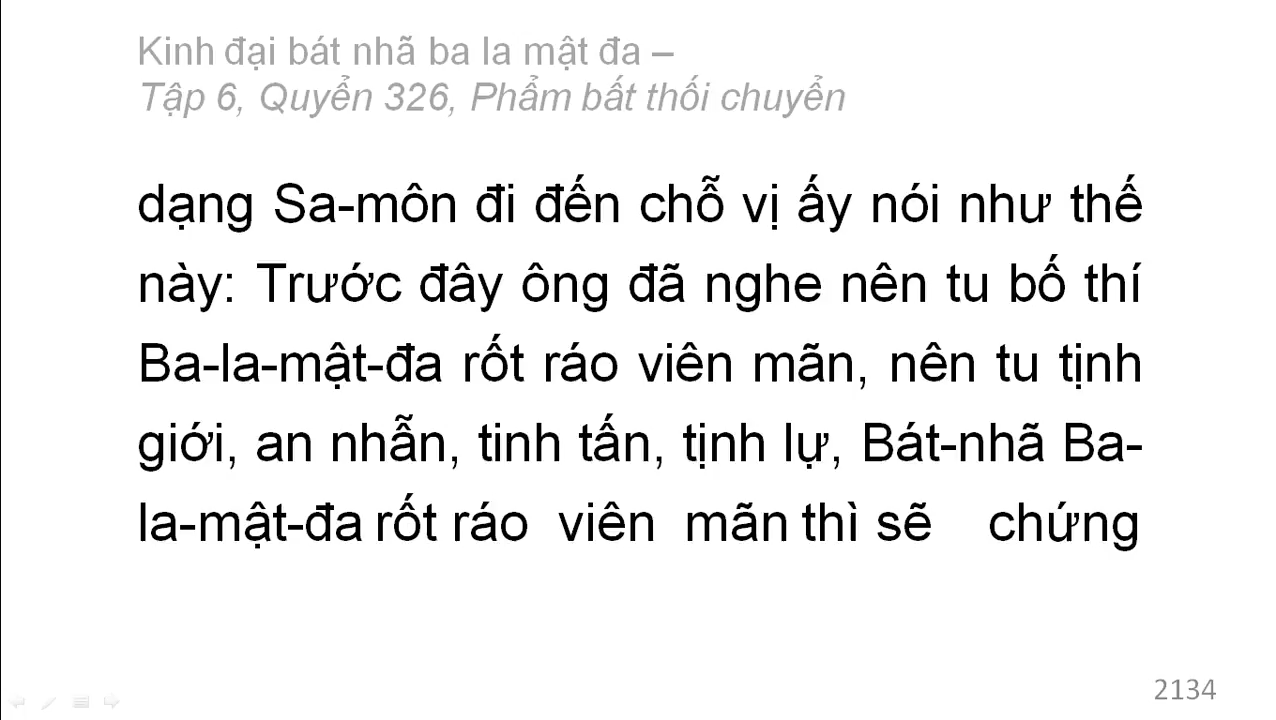 Kinh đại bát nhã ba la mật đa –
Tập 6, Quyển 326, Phẩm bất thối chuyển
dạng Sa-môn đi đến chỗ vị ấy nói như thế
này: Trước đây ông đã nghe nên tu bố thí
Ba-la-mật-đa rốt ráo viên mãn, nên tu tịnh
giới, an nhẫn, tinh tấn, tịnh lự, Bát-nhã Ba-
la-mật-đa rốt ráo viên mãn thì sẽ chứng
2134